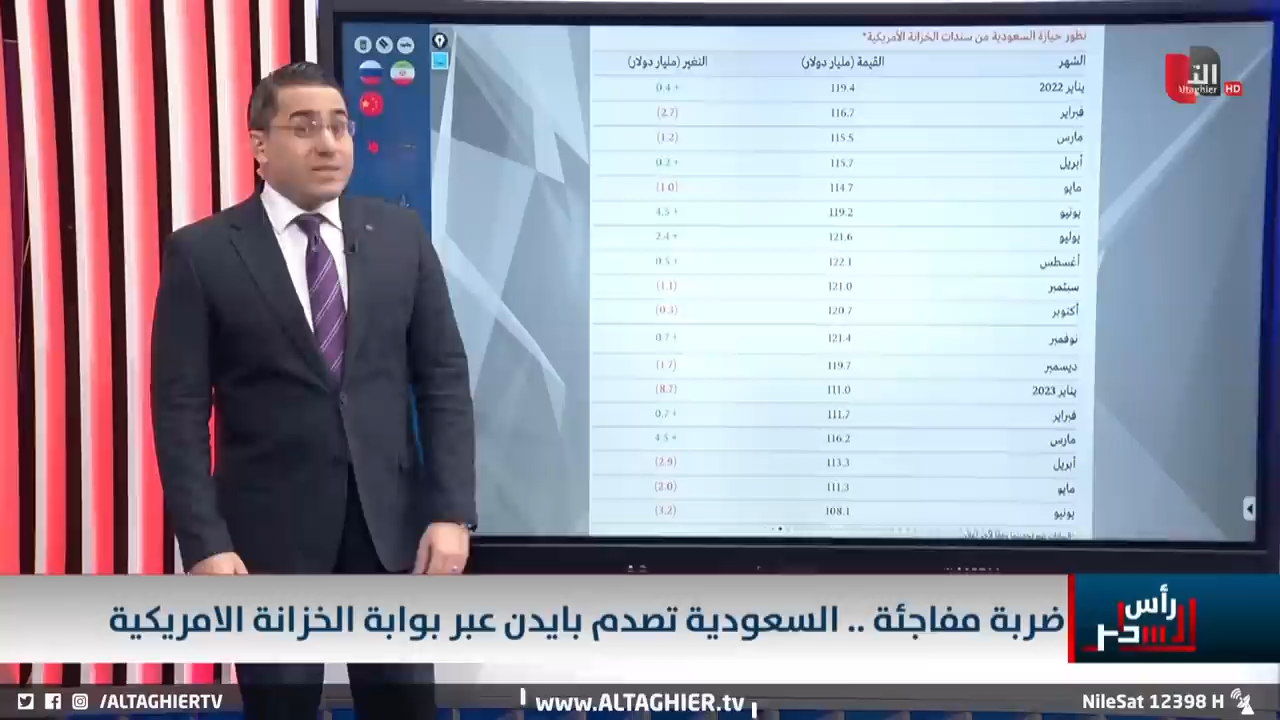 تطور حيازة السعودية من سندات الخزانة الأمريكية*
الشهر القيمة (مليار دولار) التغير (مليار دولار)
يناير 2022 119.4 + 0.4
فبراير 116.7 (2.7)
مارس 115.5 (1.2)
أبريل 115.7 + 0.2
مايو 114.7 (1.0)
يونيو 119.2 + 4.5
يوليو 121.6 + 2.4
أغسطس 122.1 + 0.5
سبتمبر 121.0 (1.1)
أكتوبر 120.7 (0.3)
نوفمبر 121.4 + 0.7
ديسمبر 119.7 (1.7)
يناير 2023 111.0 (8.7)
فبراير 111.7 + 0.7
مارس 116.2 + 4.5
أبريل 113.3 (2.9)
مايو 111.3 (2.0)
يونيو 108.1 (3.2)
Altaghier HD
رأس السطر
ضربة مفاجئة .. السعودية تصدم بايدن عبر بوابة الخزانة الامريكية
/ALTAGHIERTV www.ALTAGHIER.tv NileSat 12398 H